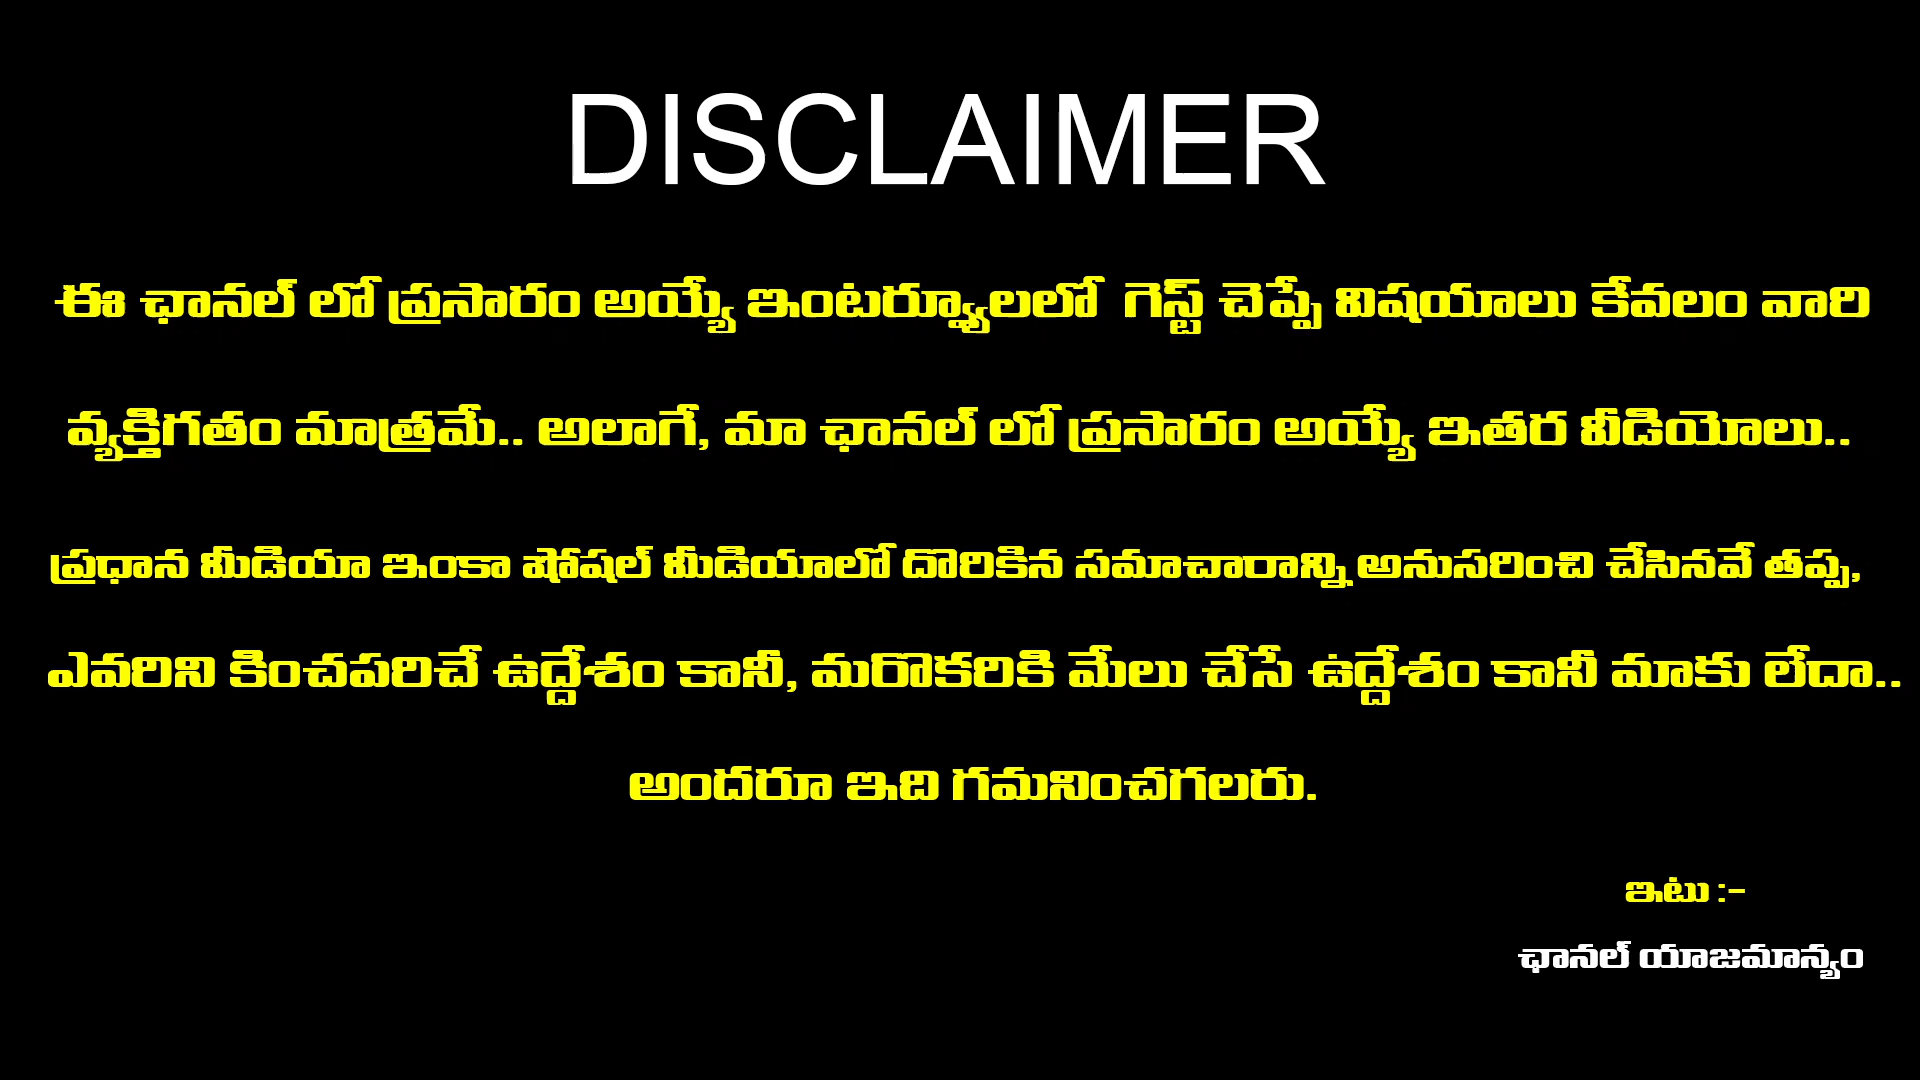 DISCLAIMER
ఈ ఛానల్ లో ప్రసారం అయ్యే ఇంటర్వ్యూలలో గెస్ట్ చెప్పే విషయాలు కేవలం వారి
వ్యక్తిగతం మాత్రమే.. అలాగే, మా ఛానల్ లో ప్రసారం అయ్యే ఇతర వీడియోలు..
ప్రధాన మీడియా ఇంకా షోషల్ మీడియాలో దొరికిన సమాచారాన్ని అనుసరించి చేసినవే తప్ప,
ఎవరిని కించపరిచే ఉద్దేశం కానీ, మరొకరికి మేలు చేసే ఉద్దేశం కానీ మాకు లేదా..
అందరూ ఇది గమనించగలరు.
ఇటు :-
ఛానల్ యాజమాన్యం